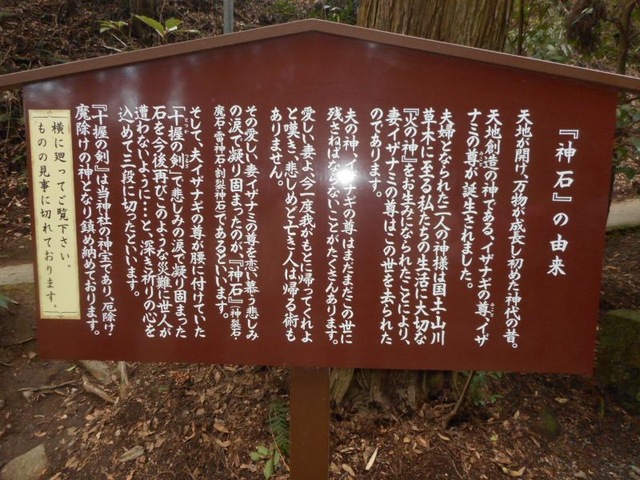 『神石』の由来
天地が開け、万物が成長し初めた神代の昔。
天地創造の神である、イザナギの尊、イザ
ナミの尊が誕生されました。
夫婦となられた二人の神様は国土・山川
草木に至る私たちの生活に大切な
『火の神』をお生みになられたことにより、
妻イザナミの尊はこの世を去られた
のであります。
夫の神イザナギの尊はまだまだこの世に
残さねばならないことがたくさんあります。
愛しい妻よ、今一度我がもとに帰ってくれよ
と嘆き、悲しめど亡き人は帰る術も
ありません。
その愛しい妻イザナミの尊を恋い慕う悲しみ
の涙で凝り固まったのが、『神石』(神磐石・
魔石・雷神石・割裂神石)であるといいます。
そして、夫イザナギの尊が腰に付けていた
「十握の剣」で悲しみの涙で凝り固まった
石を今後再びこのような災難に世人が
遭わないように・・・と、深き祈りの心を
込めて三段に切ったといいます。
『十握の剣』は当神社の神宝であり、厄除け・
魔除けの神となり鎮め納めております。
横に廻ってご覧下さい。
ものの見事に切れております。